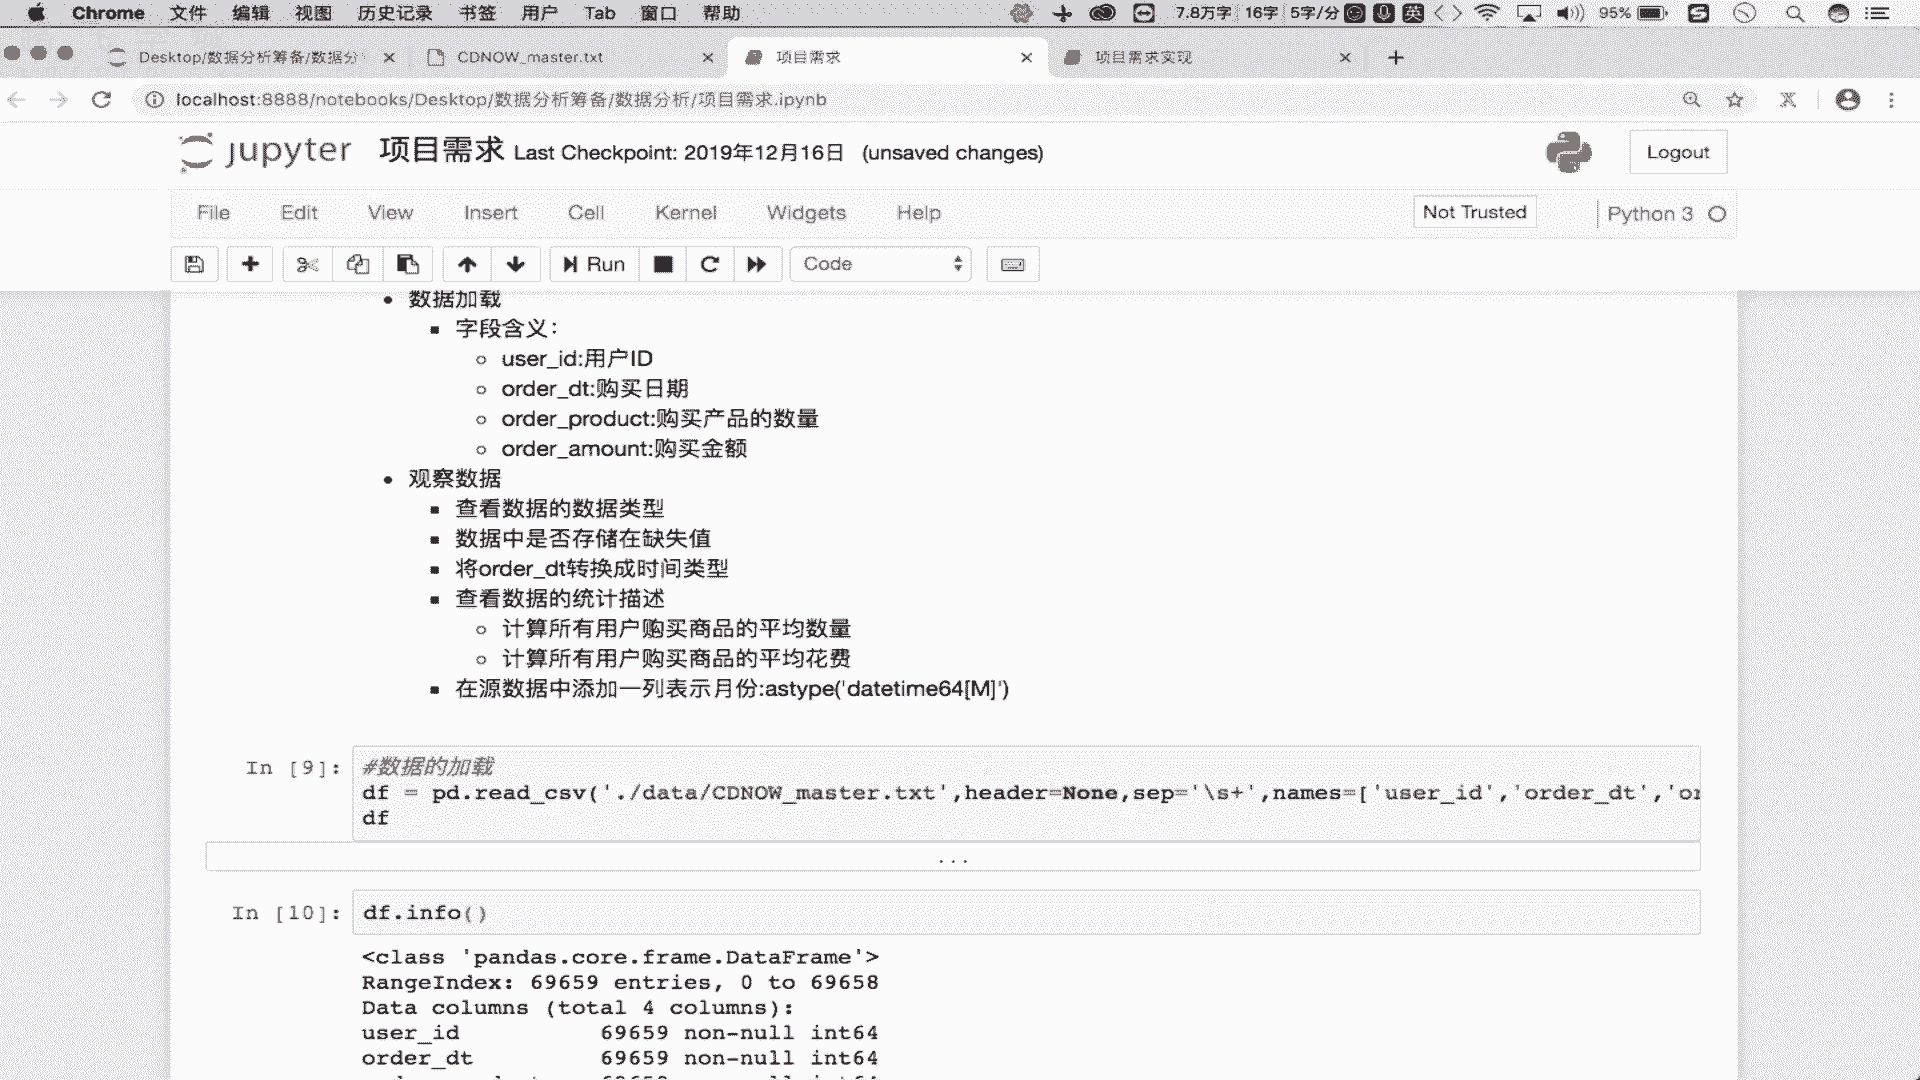 Chrome 文件 编辑 视图 历史记录 书签 用户 Tab 窗口 帮助 7.8万字 16字 5字/分 英 95%
Desktop/数据分析筹备/数据分 CDNOW_master.txt 项目需求 项目需求实现
localhost:8888/notebooks/Desktop/数据分析筹备/数据分析/项目需求.ipynb
jupyter 项目需求 Last Checkpoint: 2019年12月16日 (unsaved changes) Logout
File Edit View Insert Cell Kernel Widgets Help Not Trusted Python 3
Run Code
• 数据加载
▪ 字段含义：
○ user_id:用户ID
○ order_dt:购买日期
○ order_product:购买产品的数量
○ order_amount:购买金额
• 观察数据
▪ 查看数据的数据类型
▪ 数据中是否存储在缺失值
▪ 将order_dt转换成时间类型
▪ 查看数据的统计描述
○ 计算所有用户购买商品的平均数量
○ 计算所有用户购买商品的平均花费
▪ 在源数据中添加一列表示月份:astype('datetime64[M]')
In [9]: #数据的加载
df = pd.read_csv('./data/CDNOW_master.txt',header=None,sep='\s+',names=['user_id','order_dt','or
df
...
In [10]: df.info()
<class 'pandas.core.frame.DataFrame'>
RangeIndex: 69659 entries, 0 to 69658
Data columns (total 4 columns):
user_id 69659 non-null int64
order_dt 69659 non-null int64